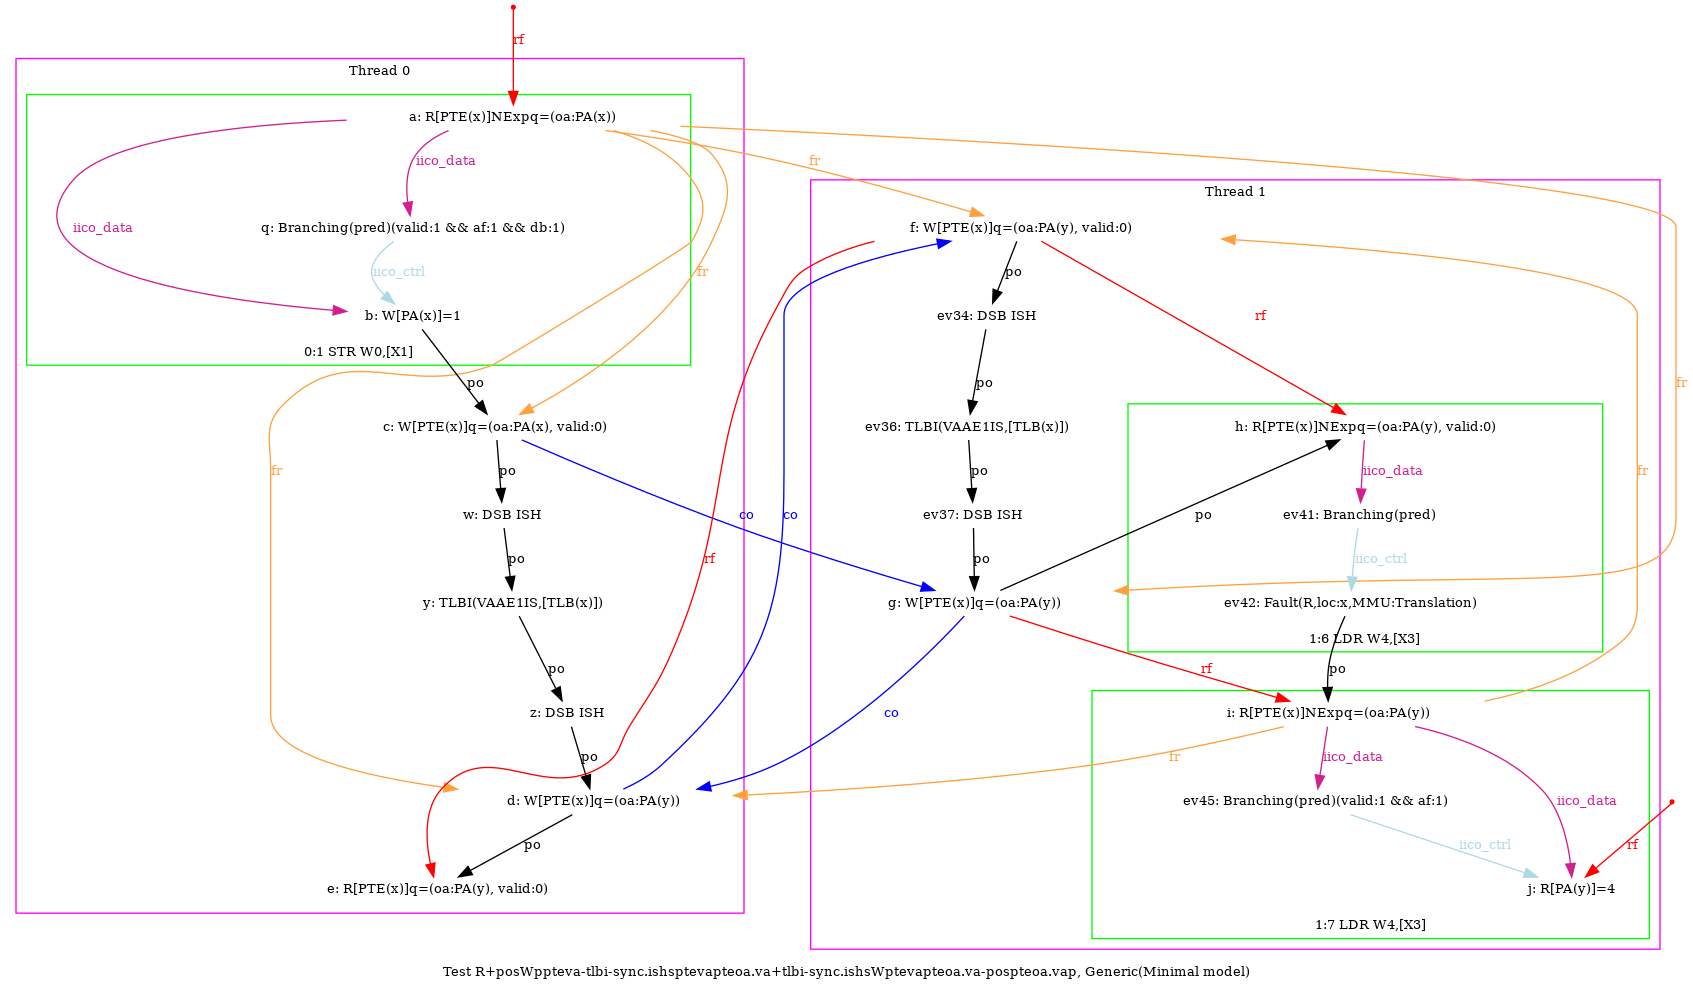 rf
Thread 0
a: R[PTE(x)]NExpq=(oa:PA(x))
iico_data
fr
Thread 1
iico_data
q: Branching(pred)(valid:1 && af:1 && db:1)
f: W[PTE(x)]q=(oa:PA(y), valid:0)
iico_ctrl
fr
po
b: W[PA(x)]=1
ev34: DSB ISH
rf
0:1 STR W0,[X1]
po
po
fr
c: W[PTE(x)]q=(oa:PA(x), valid:0)
ev36: TLBI(VAAE1IS,[TLB(x)])
h: R[PTE(x)]NExpq=(oa:PA(y), valid:0)
fr
po
po
iico_data
fr
w: DSB ISH
co
co
ev37: DSB ISH
po
ev41: Branching(pred)
po
rf
po
iico_ctrl
y: TLBI(VAAE1IS,[TLB(x)])
g: W[PTE(x)]q=(oa:PA(y))
ev42: Fault(R,loc:x,MMU:Translation)
1:6 LDR W4,[X3]
po
rf
po
z: DSB ISH
co
i: R[PTE(x)]NExpq=(oa:PA(y))
po
fr
iico_data
iico_data
d: W[PTE(x)]q=(oa:PA(y))
ev45: Branching(pred)(valid:1 && af:1)
po
iico_ctrl
rf
e: R[PTE(x)]q=(oa:PA(y), valid:0)
j: R[PA(y)]=4
1:7 LDR W4,[X3]
Test R+posWppteva-tlbi-sync.ishsptevapteoa.va+tlbi-sync.ishsWptevapteoa.va-pospteoa.vap, Generic(Minimal model)